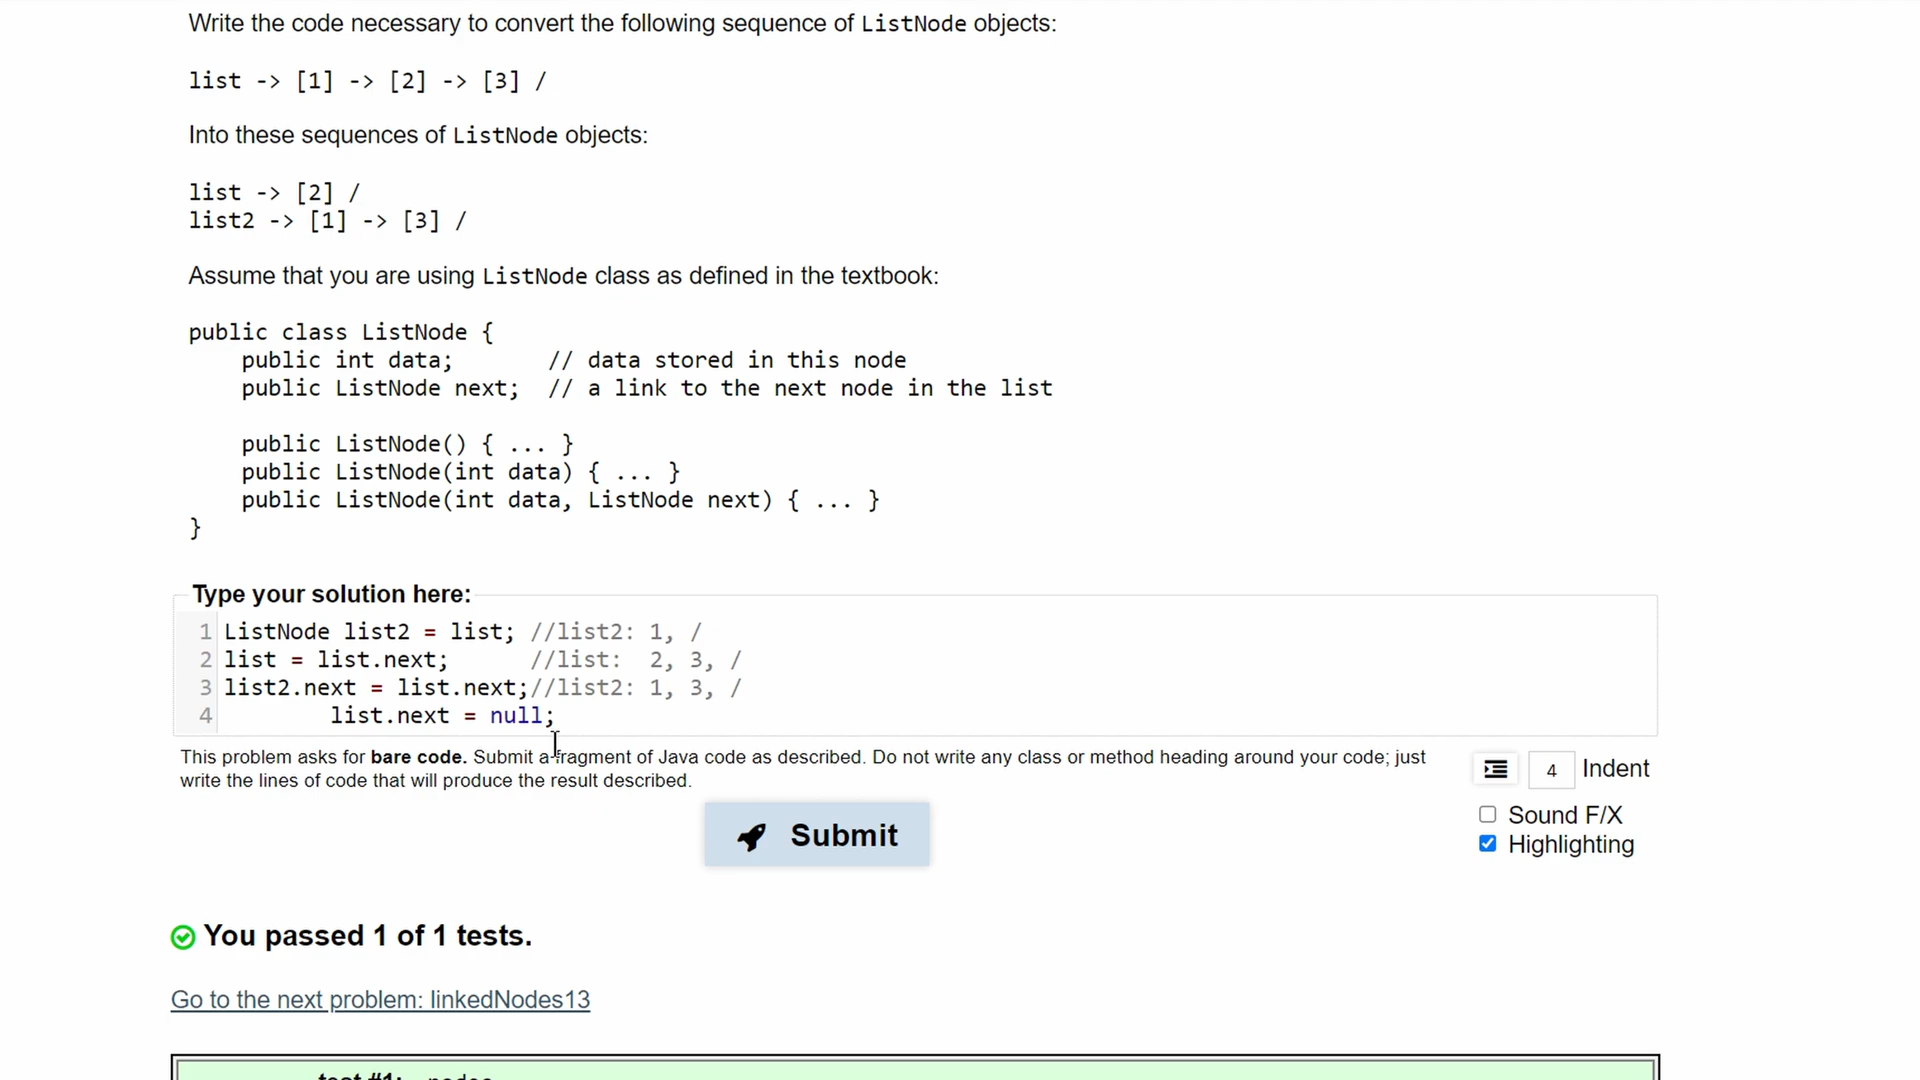 Write the code necessary to convert the following sequence of ListNode objects:
list -> [1] -> [2] -> [3] /
Into these sequences of ListNode objects:
list -> [2] /
list2 -> [1] -> [3] /
Assume that you are using ListNode class as defined in the textbook:
public class ListNode {
    public int data;       // data stored in this node
    public ListNode next;  // a link to the next node in the list
    public ListNode() { ... }
    public ListNode(int data) { ... }
    public ListNode(int data, ListNode next) { ... }
}
Type your solution here:
1 ListNode list2 = list; //list2: 1, /
2 list = list.next;      //list:  2, 3, /
3 list2.next = list.next;//list2: 1, 3, /
4         list.next = null;
This problem asks for bare code. Submit a fragment of Java code as described. Do not write any class or method heading around your code; just
write the lines of code that will produce the result described.
4 Indent
Sound F/X
Highlighting
Submit
You passed 1 of 1 tests.
Go to the next problem: linkedNodes13
test #1: nodes